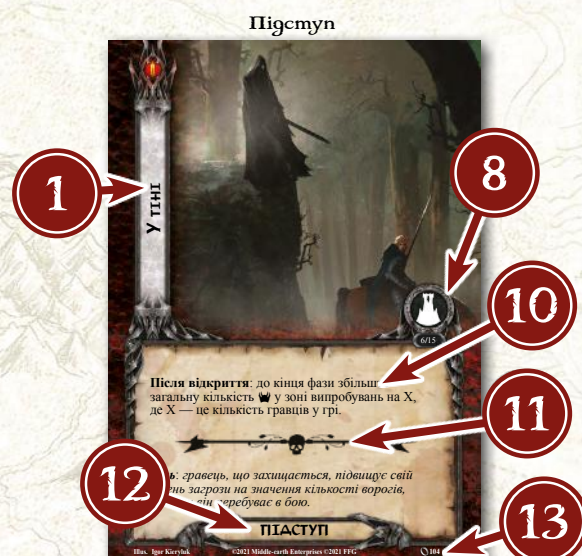 Підступ
1
У ТІНІ
8
6/15
10
Після відкриття: до кінця фази збільш
загальну кількість у зоні випробувань на X,
де X — це кількість гравців у грі.
11
гравець, що захищається, підвищує свій
загрози на значення кількості ворогів,
він перебуває в бою.
12
ПІДСТУП
13
Illus. Igor Kieryluk ©2021 Middle-earth Enterprises ©2021 FFG 104